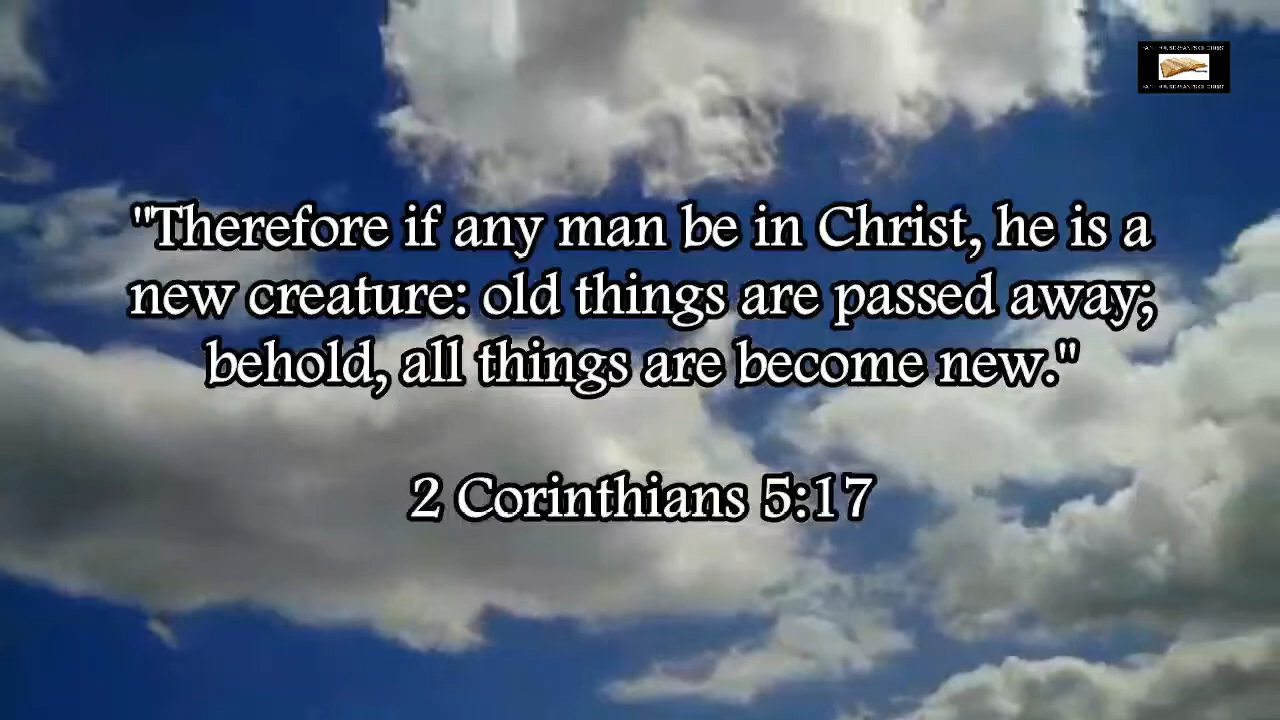 "Therefore if any man be in Christ, he is a
new creature: old things are passed away;
behold, all things are become new."
2 Corinthians 5:17